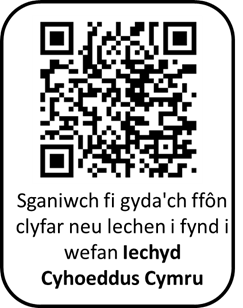 Sganiwch fi gyda'ch ffôn
clyfar neu lechen i fynd i
wefan Iechyd
Cyhoeddus Cymru